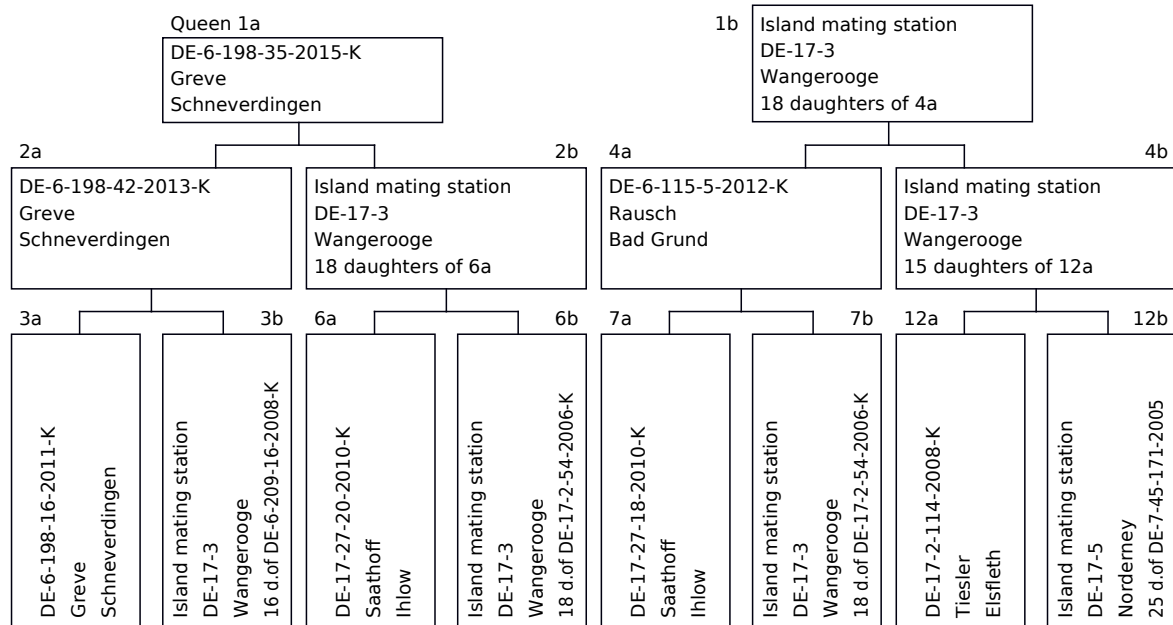 Queen 1a
DE-6-198-35-2015-K
Greve
Schneverdingen
1b
Island mating station
DE-17-3
Wangerooge
18 daughters of 4a
2a
DE-6-198-42-2013-K
Greve
Schneverdingen
2b
Island mating station
DE-17-3
Wangerooge
18 daughters of 6a
4a
DE-6-115-5-2012-K
Rausch
Bad Grund
4b
Island mating station
DE-17-3
Wangerooge
15 daughters of 12a
3a
DE-6-198-16-2011-K
Greve
Schneverdingen
3b
Island mating station
DE-17-3
Wangerooge
16 d.of DE-6-209-16-2008-K
6a
DE-17-27-20-2010-K
Saathoff
Ihlow
6b
Island mating station
DE-17-3
Wangerooge
18 d.of DE-17-2-54-2006-K
7a
DE-17-27-18-2010-K
Saathoff
Ihlow
7b
Island mating station
DE-17-3
Wangerooge
18 d.of DE-17-2-54-2006-K
12a
DE-17-2-114-2008-K
Tiesler
Elsfleth
12b
Island mating station
DE-17-5
Norderney
25 d.of DE-7-45-171-2005